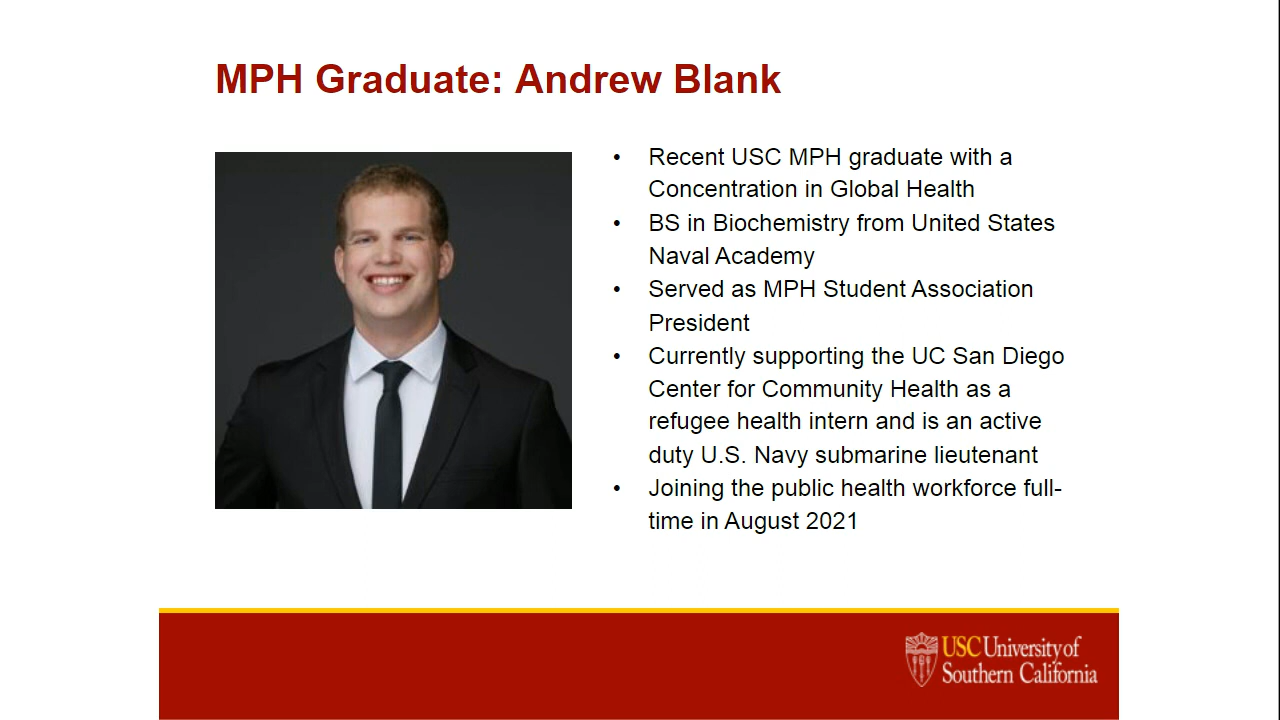 MPH Graduate: Andrew Blank
• Recent USC MPH graduate with a
Concentration in Global Health
• BS in Biochemistry from United States
Naval Academy
• Served as MPH Student Association
President
• Currently supporting the UC San Diego
Center for Community Health as a
refugee health intern and is an active
duty U.S. Navy submarine lieutenant
• Joining the public health workforce full-
time in August 2021
USC University of
Southern California